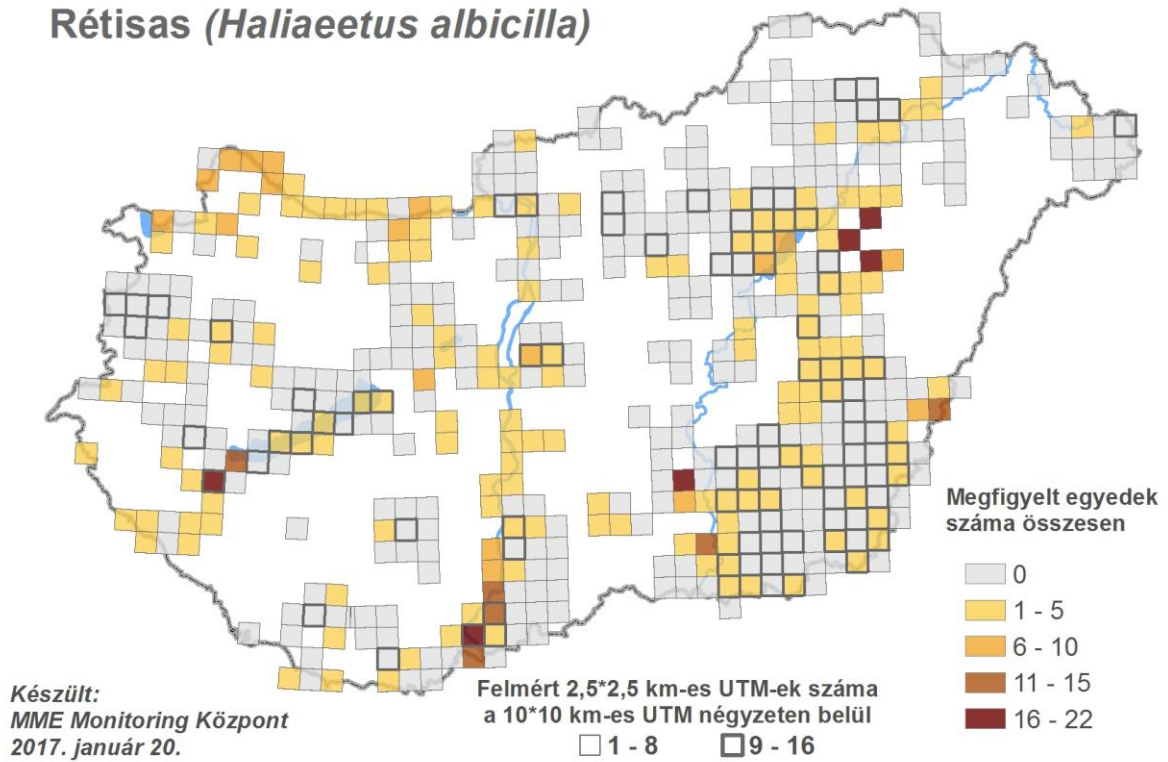 Rétisas (Haliaeetus albicilla)
Megfigyelt egyedek
száma összesen
0
1 - 5
6 - 10
11 - 15
16 - 22
Felmért 2,5*2,5 km-es UTM-ek száma
a 10*10 km-es UTM négyzeten belül
1 - 8 9 - 16
Készült:
MME Monitoring Központ
2017. január 20.